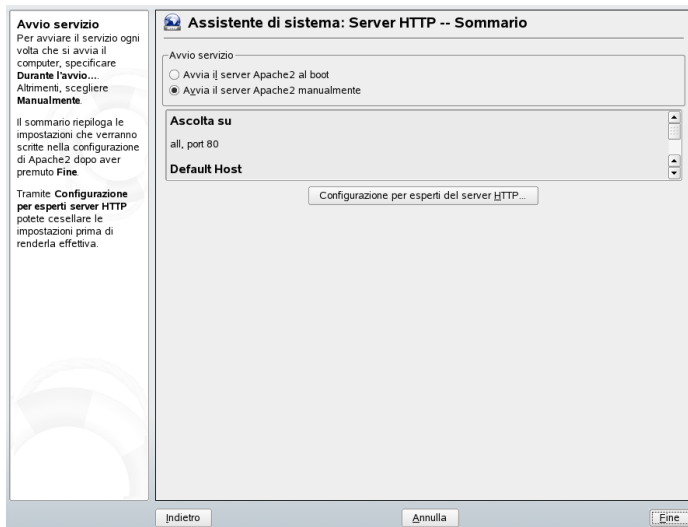 Avvio servizio
Per avviare il servizio ogni
volta che si avvia il
computer, specificare
Durante l'avvio....
Altrimenti, scegliere
Manualmente.
Il sommario riepiloga le
impostazioni che verranno
scritte nella configurazione
di Apache2 dopo aver
premuto Fine.
Tramite Configurazione
per esperti server HTTP
potete cesellare le
impostazioni prima di
renderla effettiva.
Assistente di sistema: Server HTTP -- Sommario
Avvio servizio
Avvia il server Apache2 al boot
Avvia il server Apache2 manualmente
Ascolta su
all, port 80
Default Host
Configurazione per esperti del server HTTP...
Indietro
Annulla
Fine